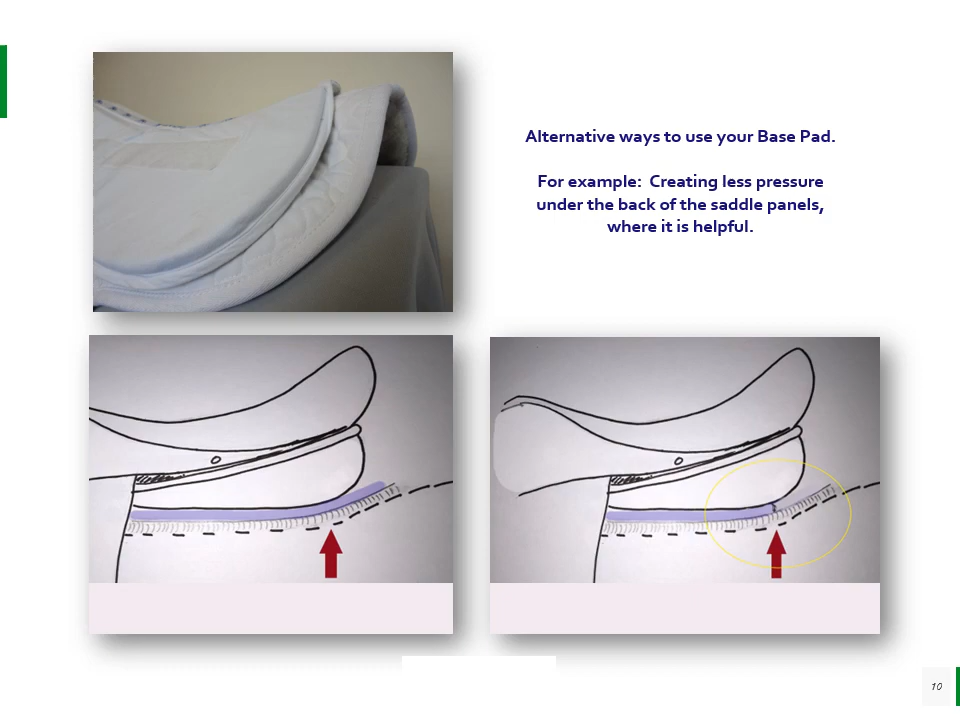 Alternative ways to use your Base Pad.
For example:  Creating less pressure
under the back of the saddle panels,
where it is helpful.
10